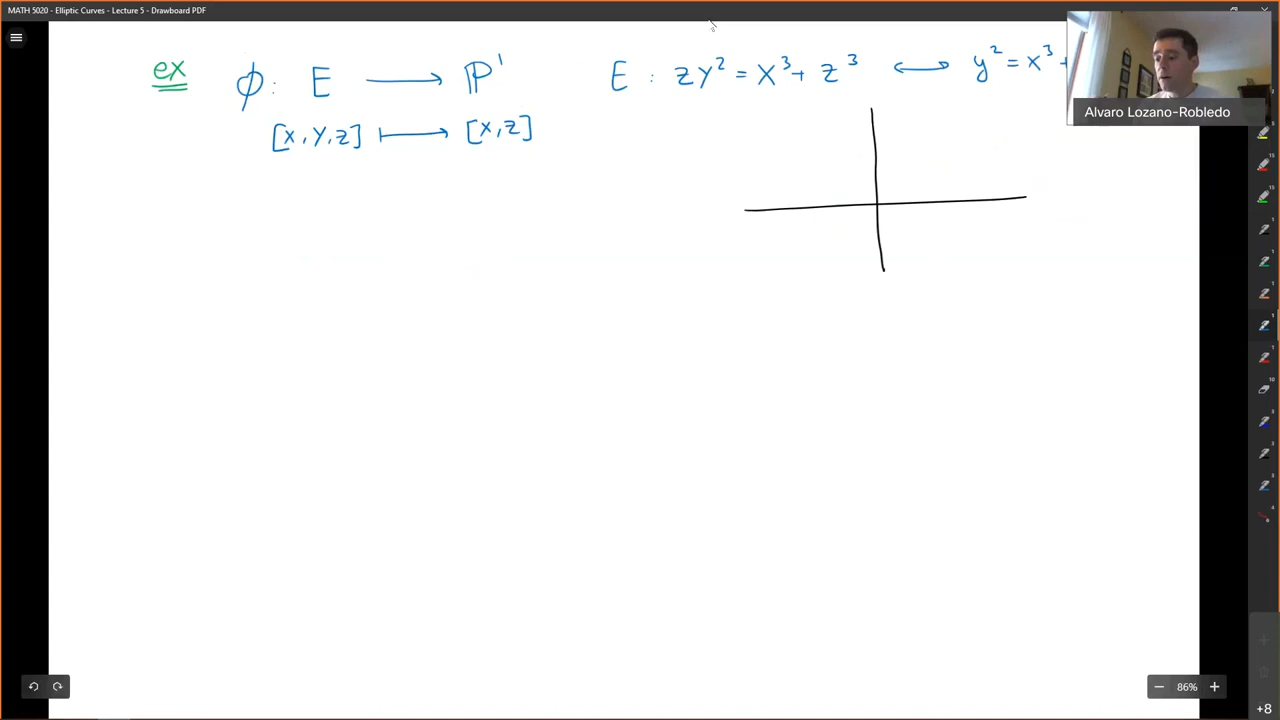 MATH 5020 - Elliptic Curves - Lecture 5 - Drawboard PDF
ex φ: E ⟶ ℙ¹ E : ZY² = X³ + Z³ ⟷ y² = x³ +
[X, Y, Z] ⟼ [X, Z]
Alvaro Lozano-Robledo
86%
+8